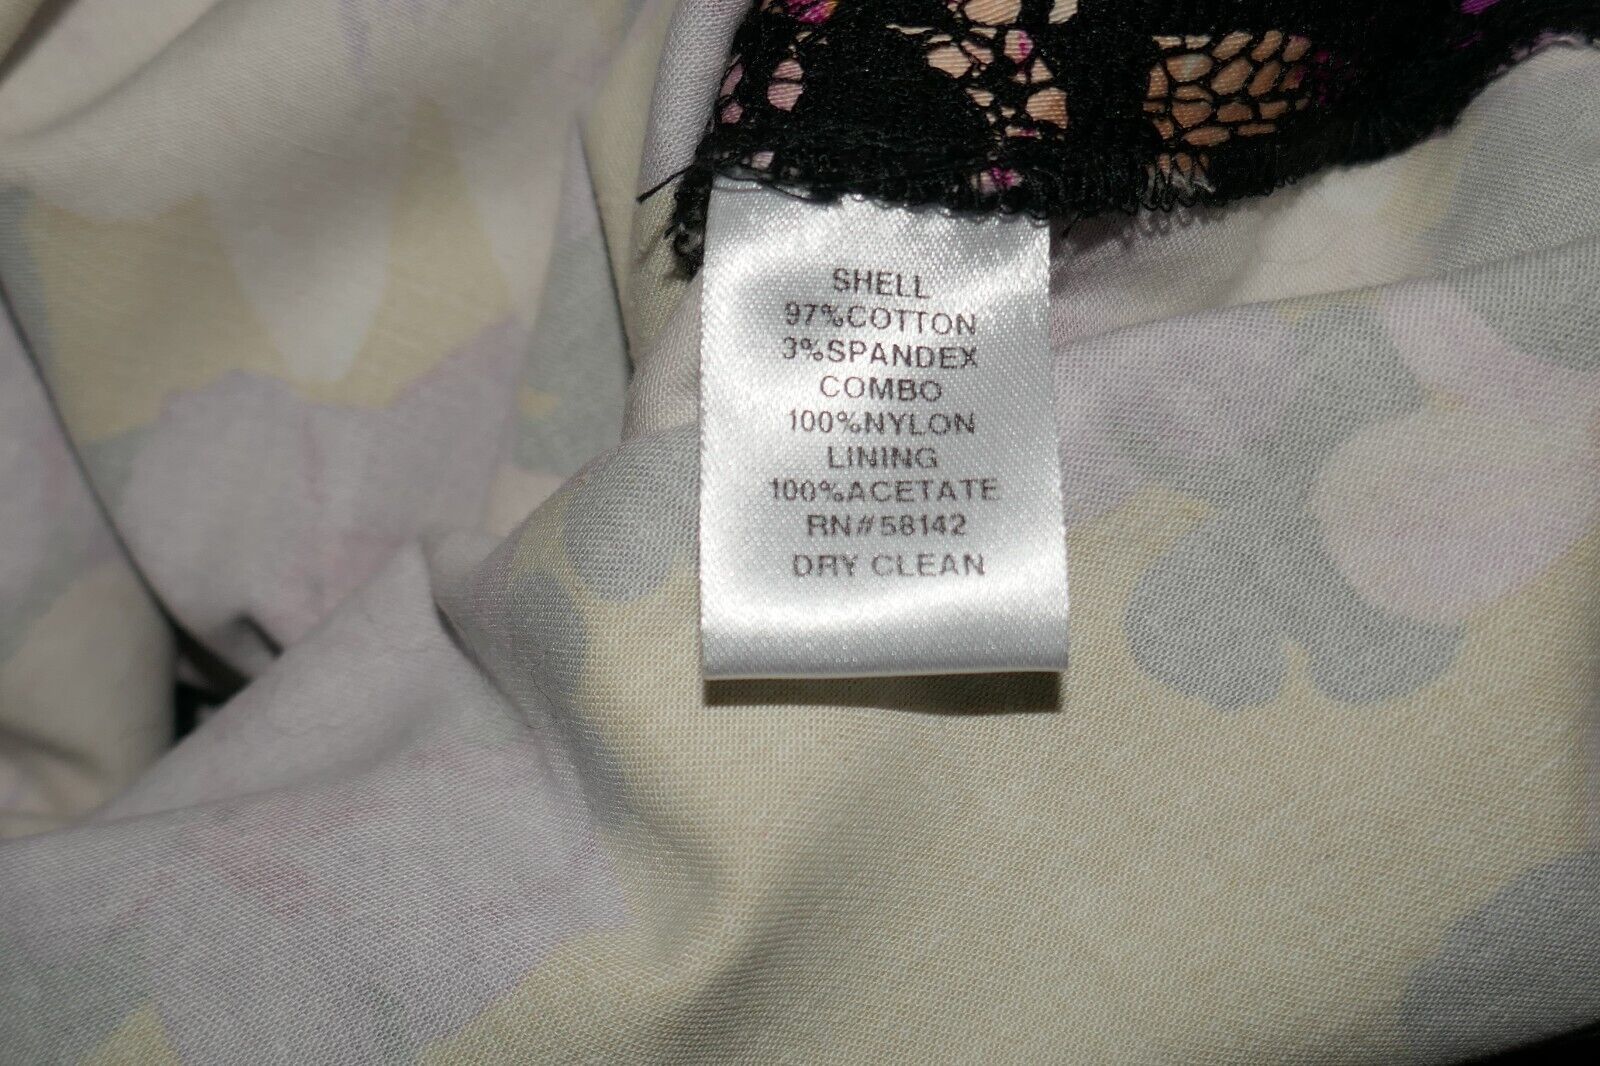 SHELL
97%COTTON
3%SPANDEX
COMBO
100%NYLON
LINING
100%ACETATE
RN#58142
DRY CLEAN